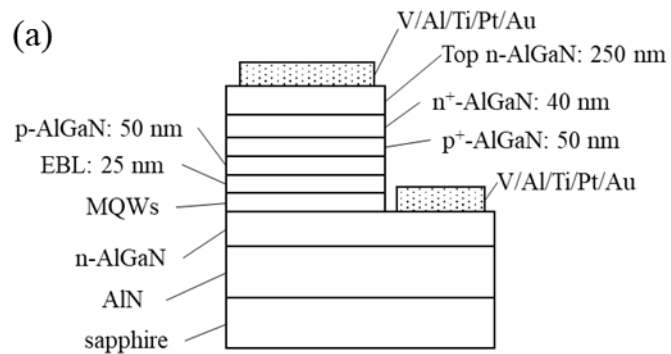 (a)
V/Al/Ti/Pt/Au
Top n-AlGaN: 250 nm
n⁺-AlGaN: 40 nm
p-AlGaN: 50 nm
p⁺-AlGaN: 50 nm
EBL: 25 nm
V/Al/Ti/Pt/Au
MQWs
n-AlGaN
AlN
sapphire